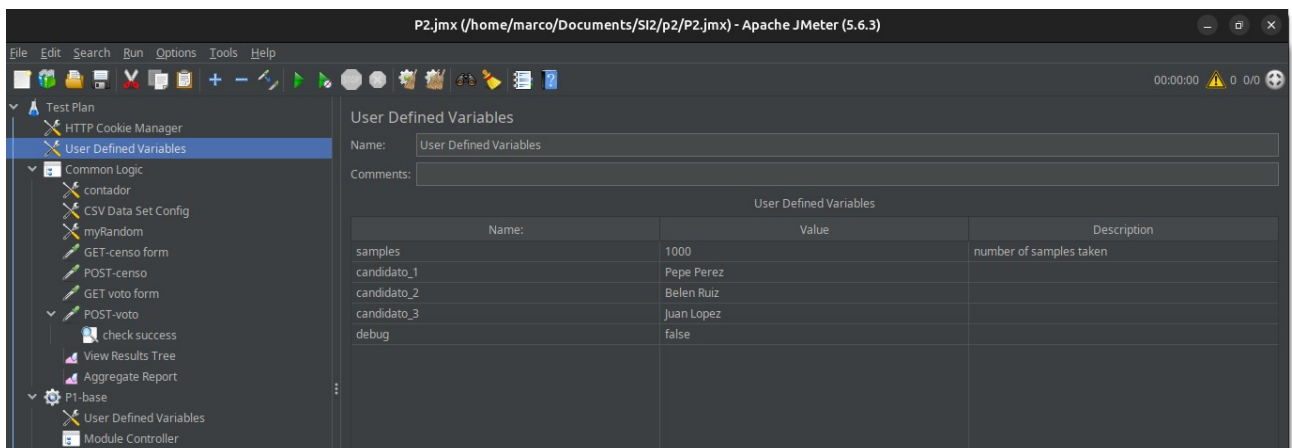 P2.jmx (/home/marco/Documents/SI2/p2/P2.jmx) - Apache JMeter (5.6.3)
File Edit Search Run Options Tools Help
00:00:00 0 0/0
Test Plan
HTTP Cookie Manager
User Defined Variables
Common Logic
contador
CSV Data Set Config
myRandom
GET-censo form
POST-censo
GET voto form
POST-voto
check success
View Results Tree
Aggregate Report
P1-base
User Defined Variables
Module Controller
User Defined Variables
Name: User Defined Variables
Comments:
User Defined Variables
Name: Value Description
samples 1000 number of samples taken
candidato_1 Pepe Perez
candidato_2 Belen Ruiz
candidato_3 Juan Lopez
debug false